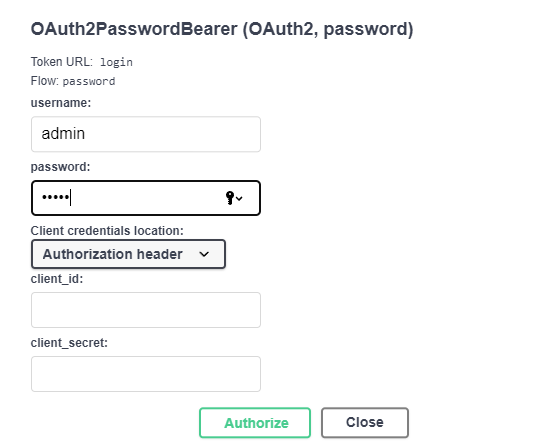 OAuth2PasswordBearer (OAuth2, password)
Token URL: login
Flow: password
username:
admin
password:
•••••
Client credentials location:
Authorization header
client_id:
client_secret:
Authorize Close